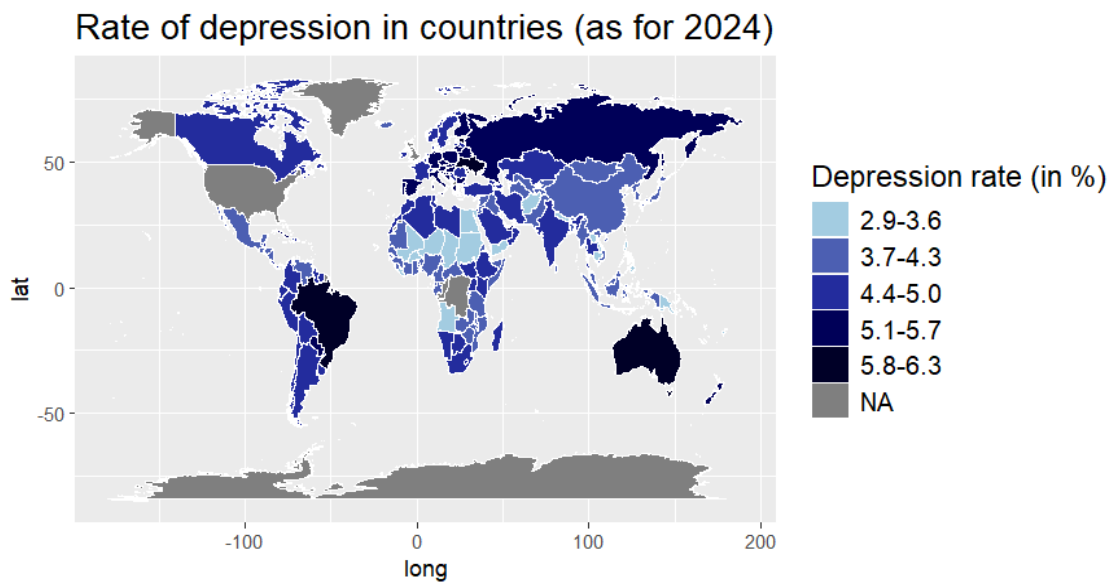 Rate of depression in countries (as for 2024)
lat
50
0
-50
-100
0
100
200
long
Depression rate (in %)
2.9-3.6
3.7-4.3
4.4-5.0
5.1-5.7
5.8-6.3
NA